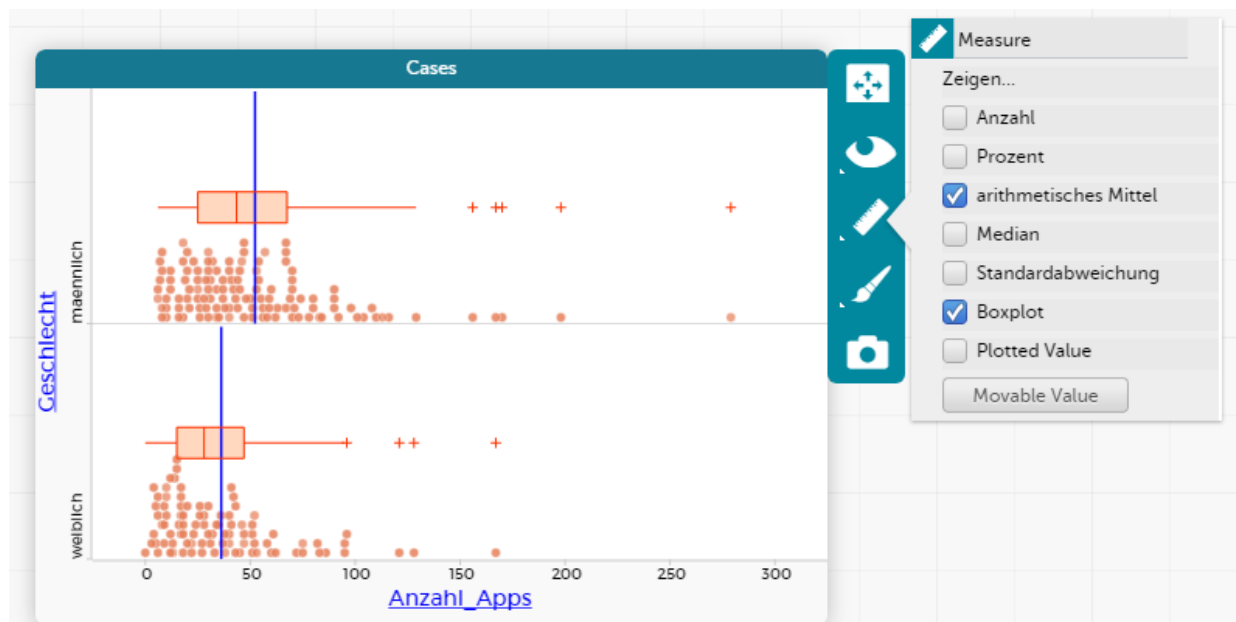 Cases
maennlich
weiblich
Geschlecht
0 50 100 150 200 250 300
Anzahl_Apps
Measure
Zeigen...
Anzahl
Prozent
arithmetisches Mittel
Median
Standardabweichung
Boxplot
Plotted Value
Movable Value